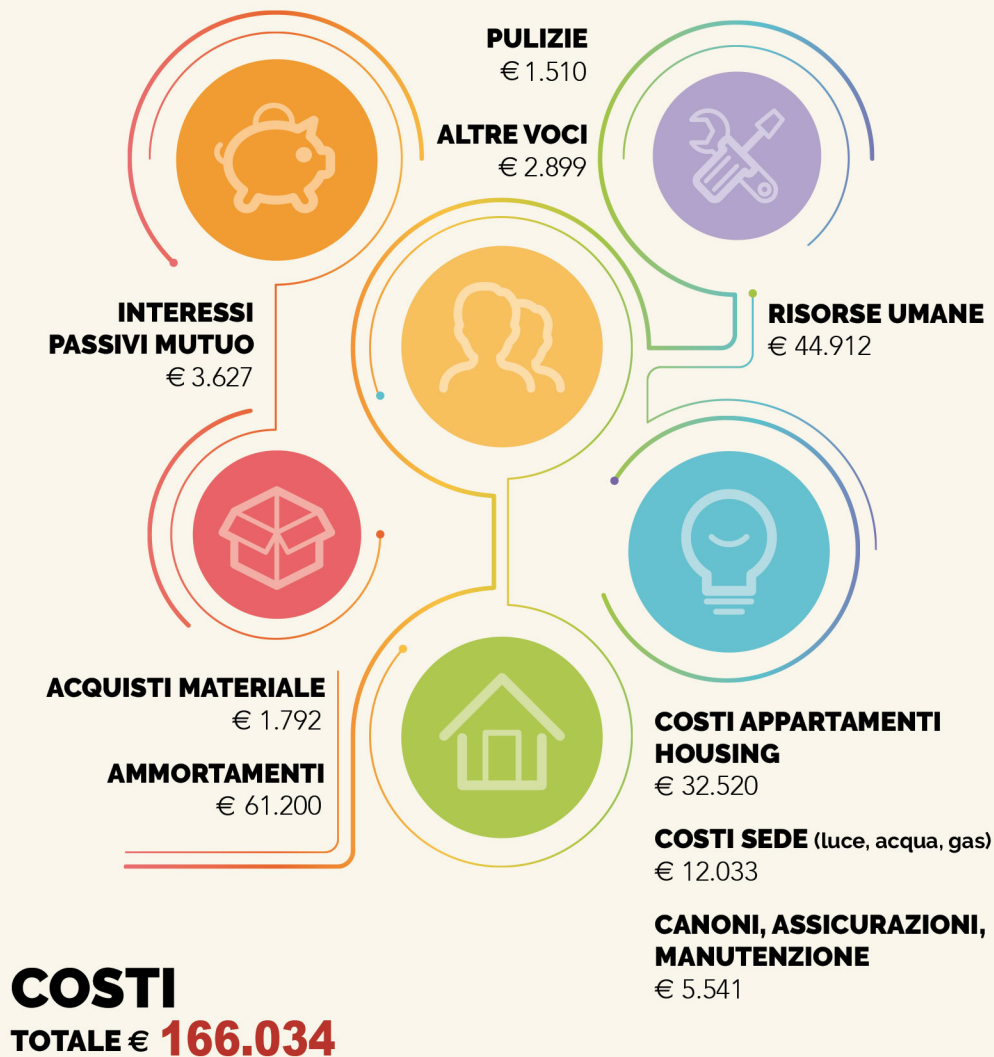 PULIZIE
€ 1.510
ALTRE VOCI
€ 2.899
INTERESSI
PASSIVI MUTUO
€ 3.627
RISORSE UMANE
€ 44.912
ACQUISTI MATERIALE
€ 1.792
AMMORTAMENTI
€ 61.200
COSTI APPARTAMENTI
HOUSING
€ 32.520
COSTI SEDE (luce, acqua, gas)
€ 12.033
CANONI, ASSICURAZIONI,
MANUTENZIONE
€ 5.541
COSTI
TOTALE € 166.034